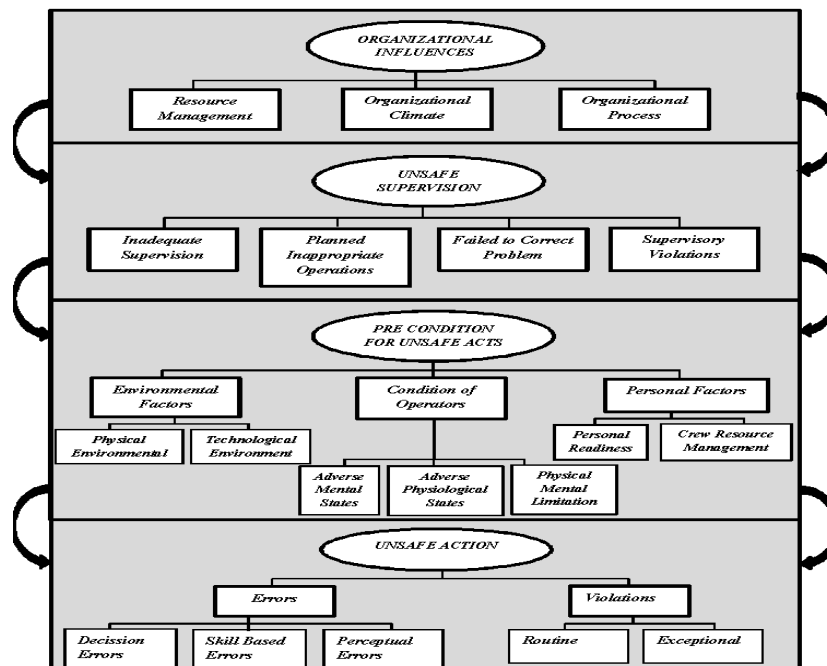 ORGANIZATIONAL
INFLUENCES
Resource
Management
Organizational
Climate
Organizational
Process
UNSAFE
SUPERVISION
Inadequate
Supervision
Planned
Inappropriate
Operations
Failed to Correct
Problem
Supervisory
Violations
PRE CONDITION
FOR UNSAFE ACTS
Environmental
Factors
Condition of
Operators
Personal Factors
Physical
Environmental
Technological
Environment
Personal
Readiness
Crew Resource
Management
Adverse
Mental
States
Adverse
Physiological
States
Physical
Mental
Limitation
UNSAFE ACTION
Errors
Violations
Decission
Errors
Skill Based
Errors
Perceptual
Errors
Routine
Exceptional